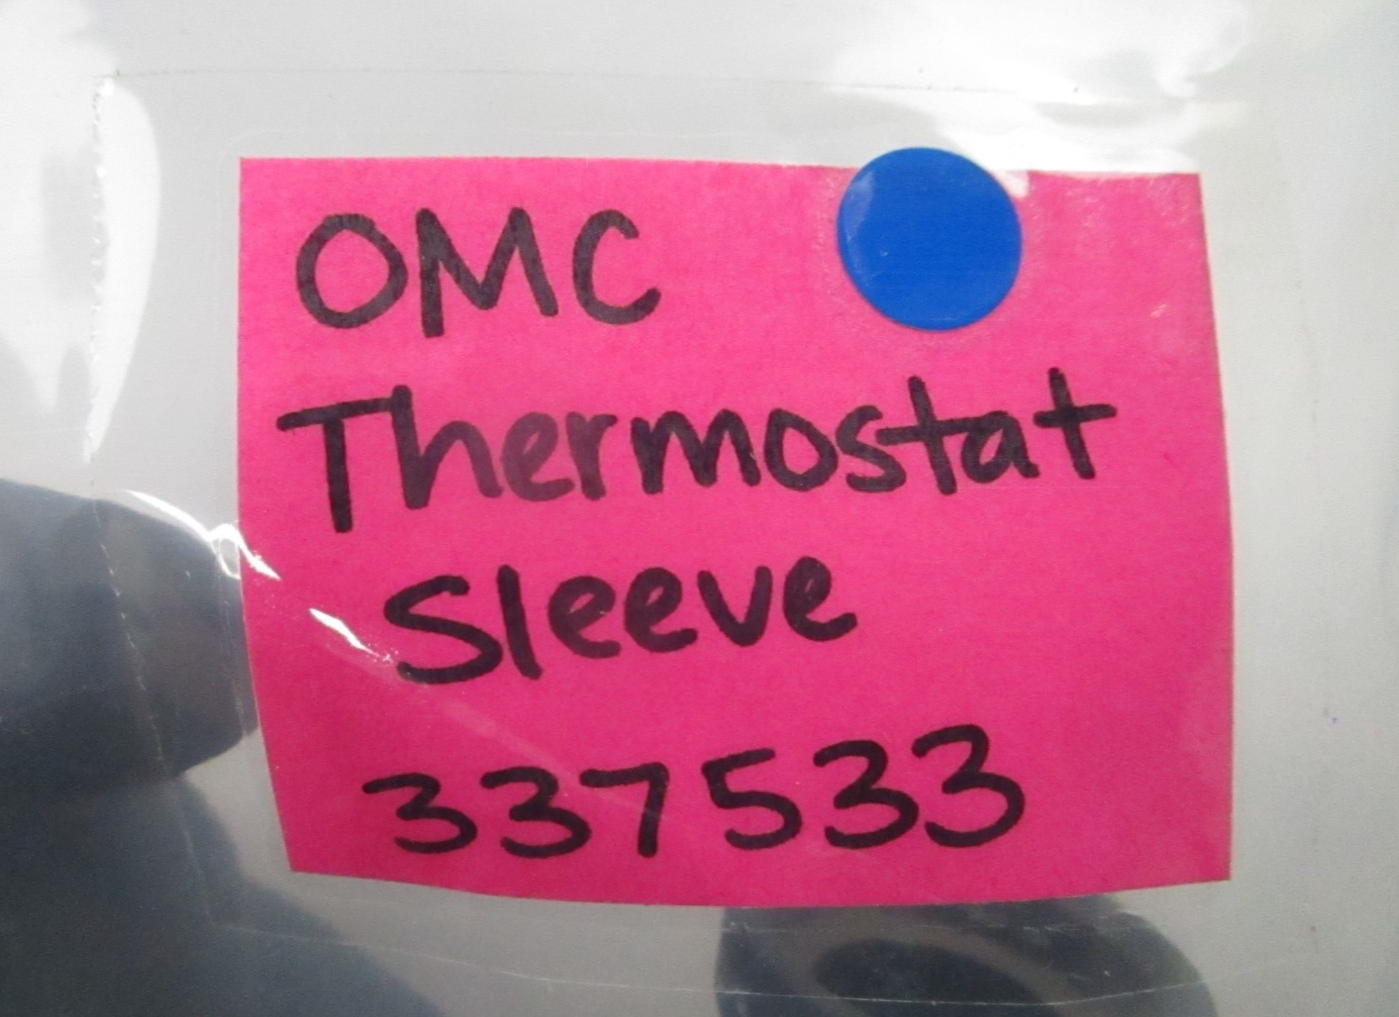 OMC
Thermostat
Sleeve
337533